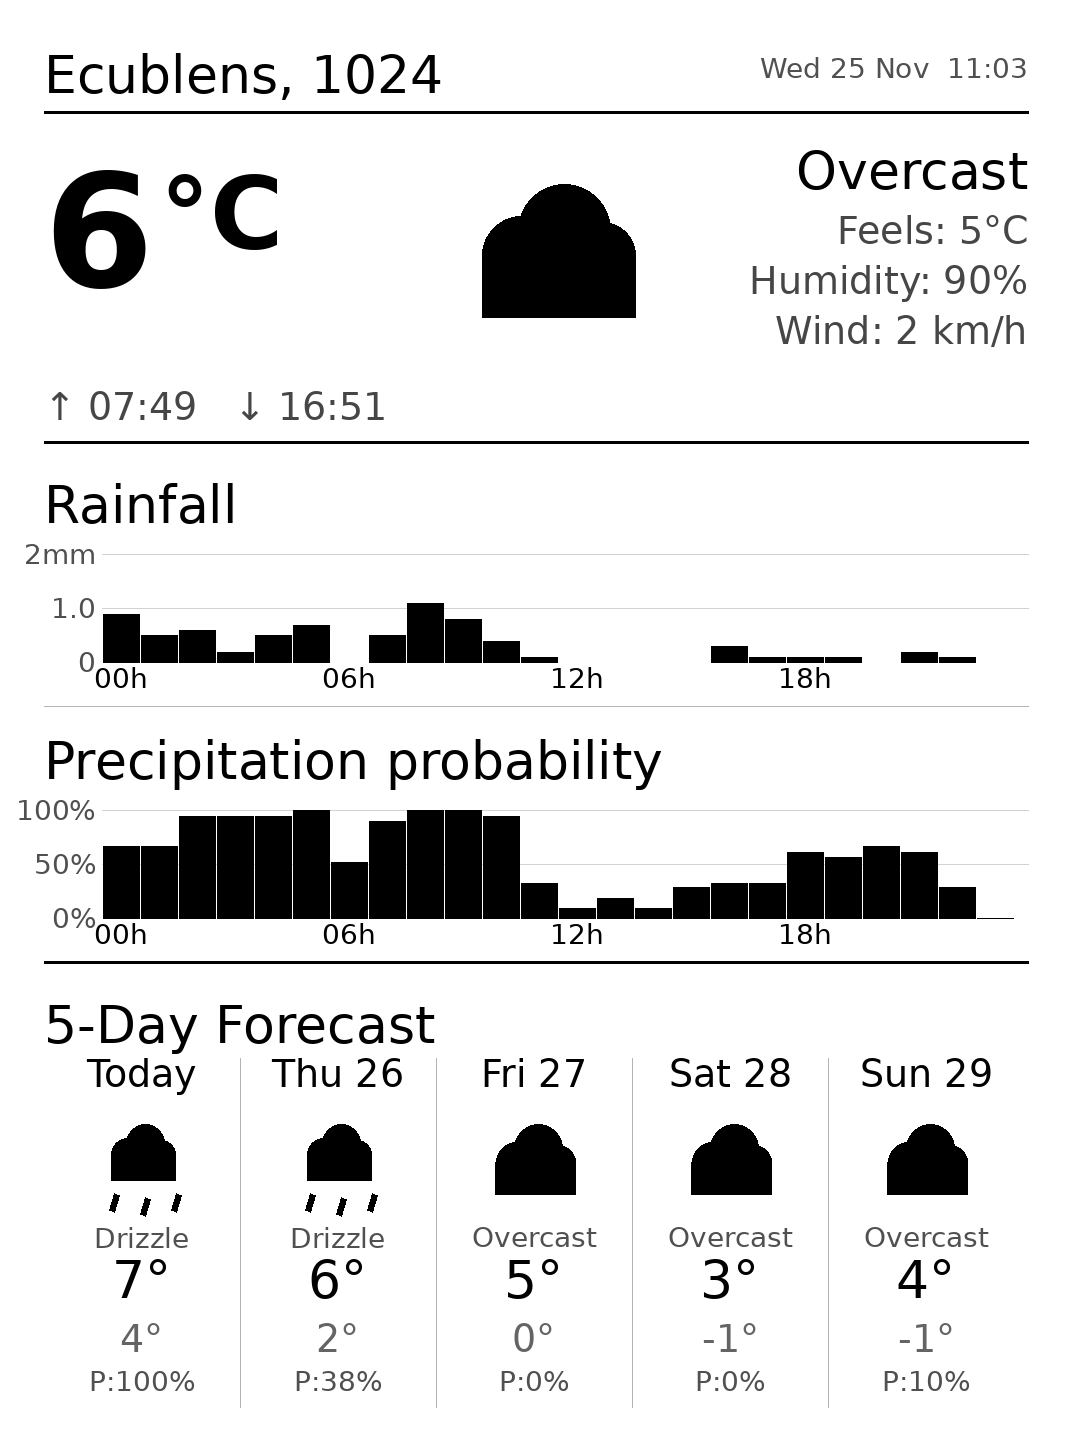 Ecublens, 1024
Wed 25 Nov  11:03
6°C
Overcast
Feels: 5°C
Humidity: 90%
Wind: 2 km/h
↑ 07:49   ↓ 16:51
Rainfall
2mm
1.0
0
00h 06h 12h 18h
Precipitation probability
100%
50%
0%
00h 06h 12h 18h
5-Day Forecast
Today Thu 26 Fri 27 Sat 28 Sun 29
Drizzle Drizzle Overcast Overcast Overcast
7° 6° 5° 3° 4°
4° 2° 0° -1° -1°
P:100% P:38% P:0% P:0% P:10%